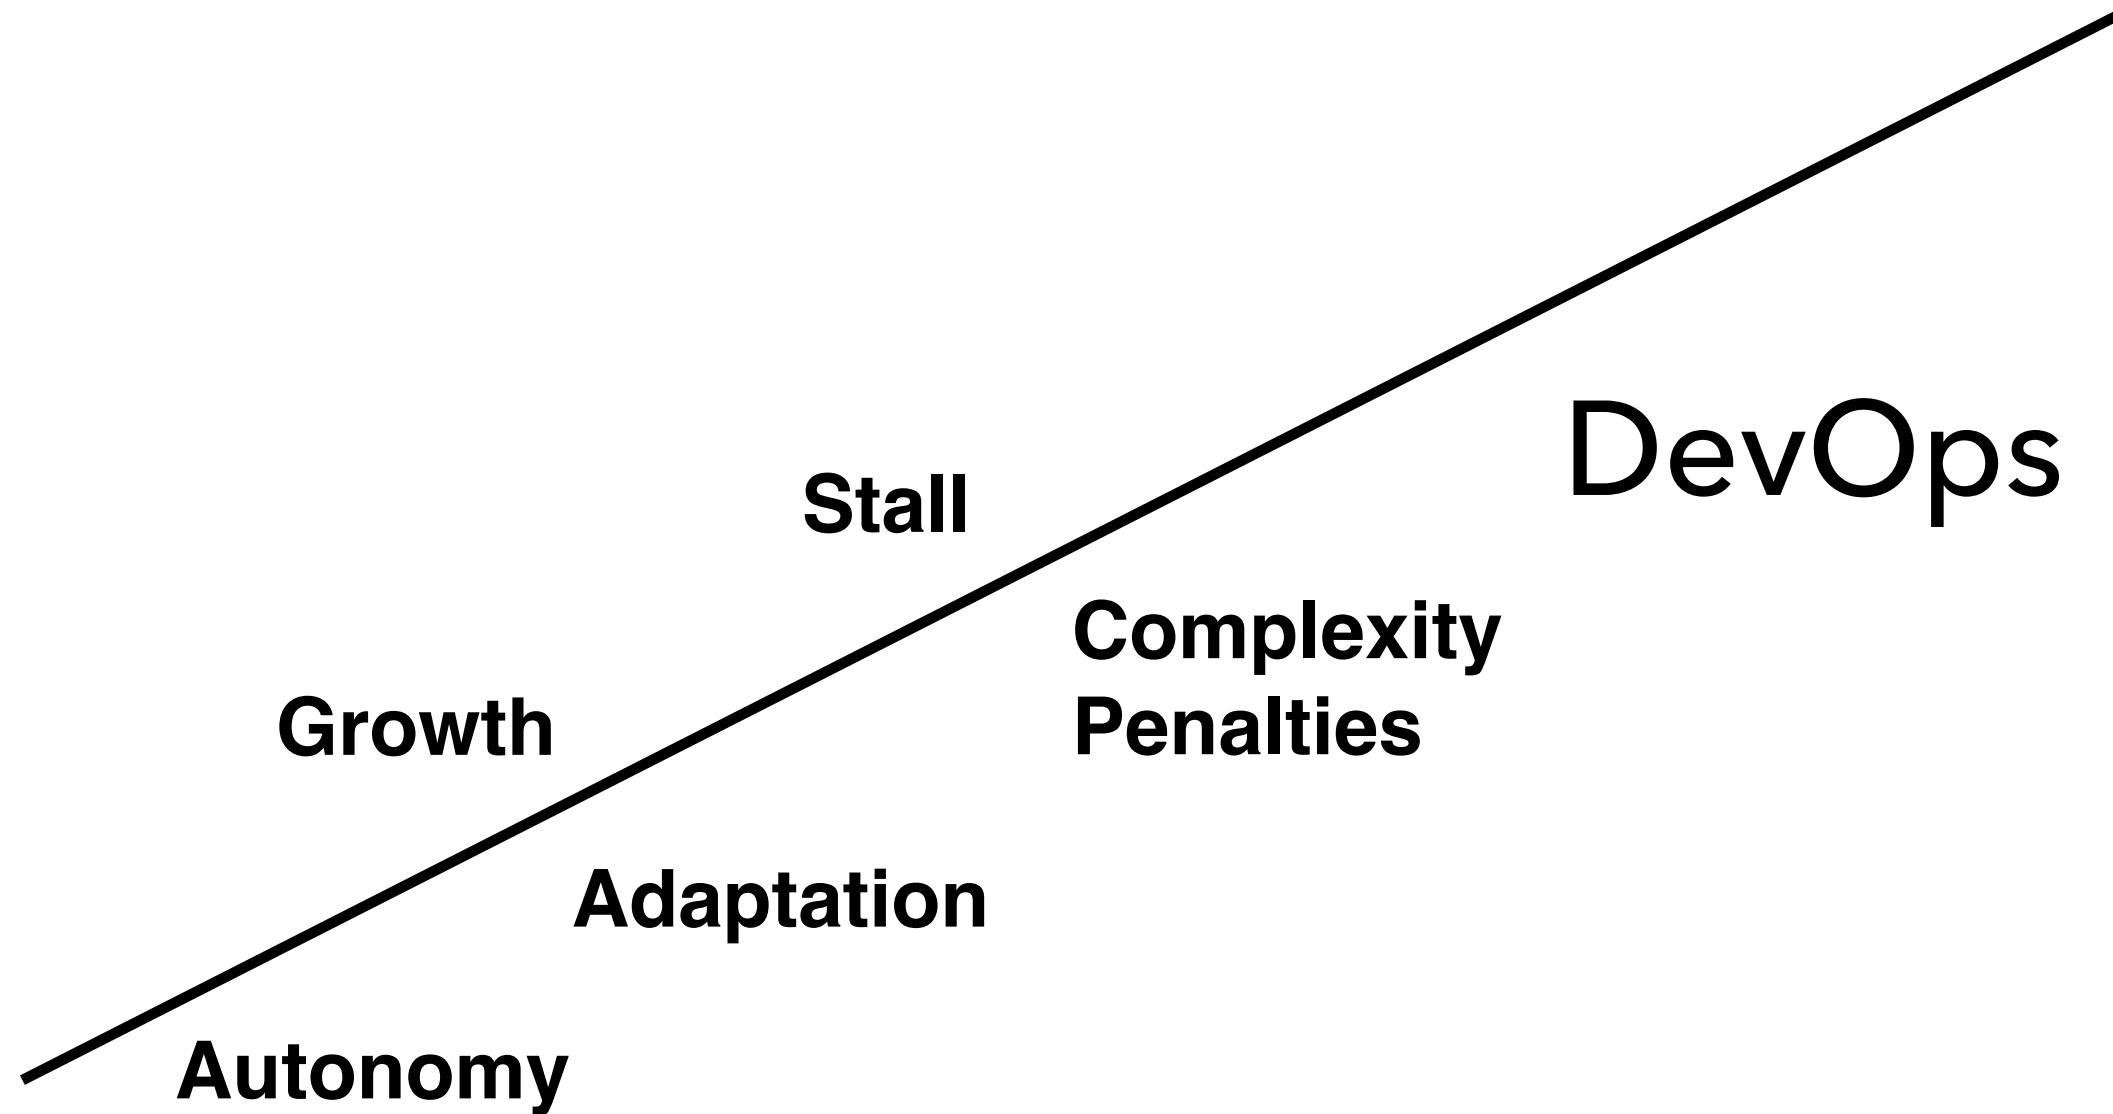 DevOps
Stall
Complexity
Penalties
Growth
Adaptation
Autonomy